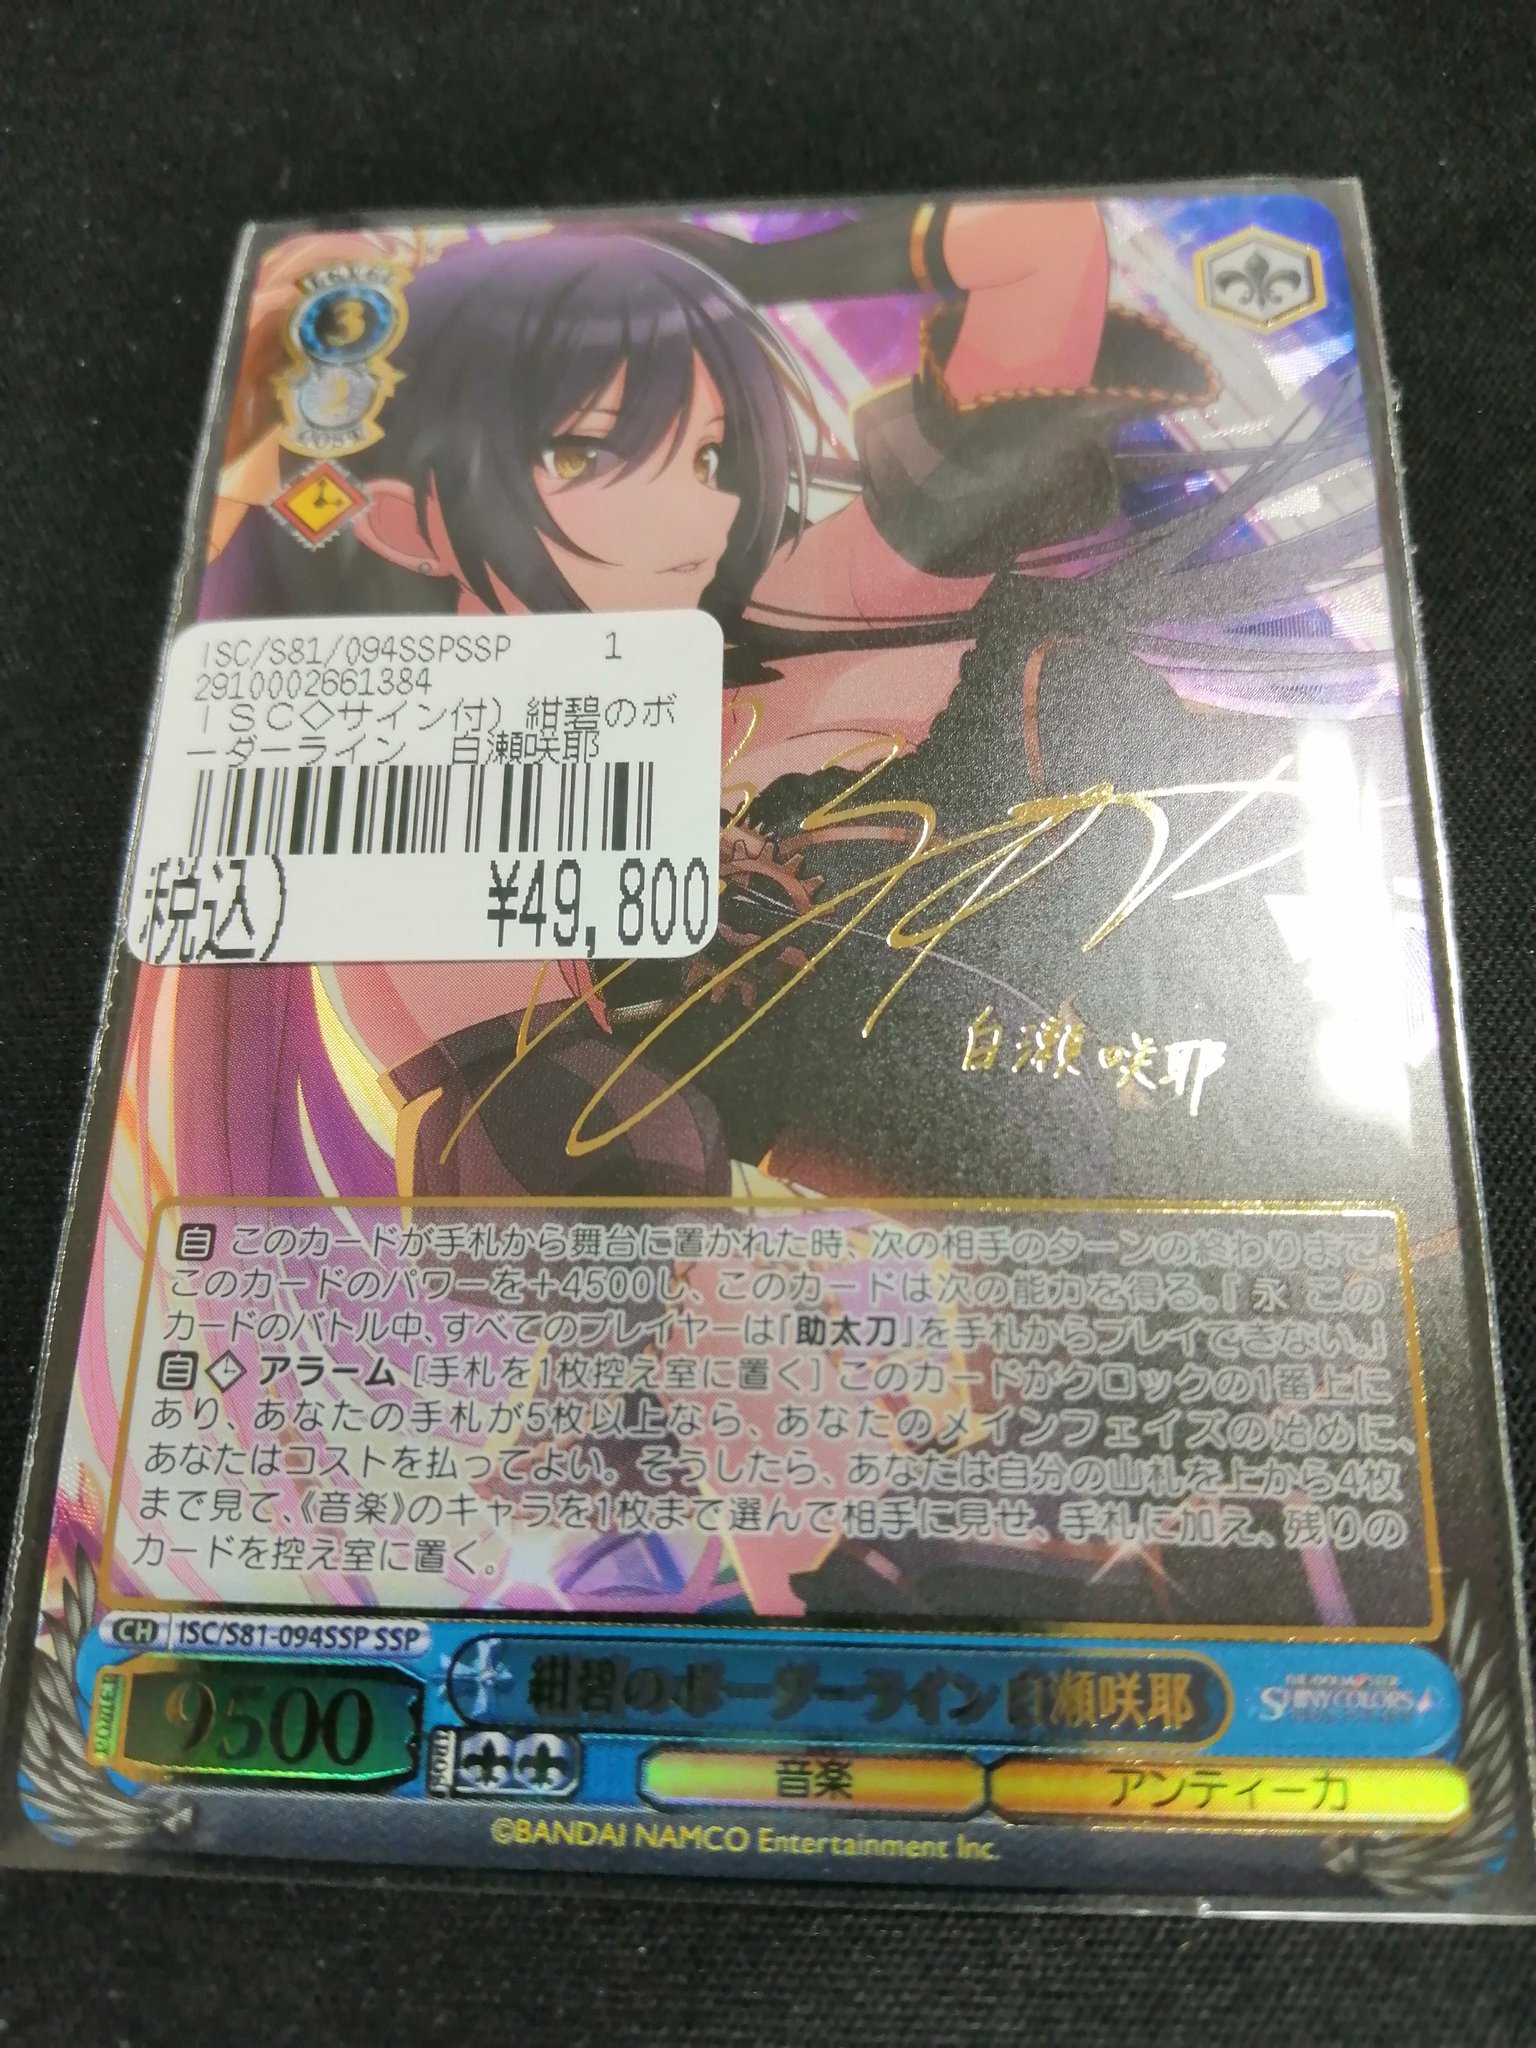 LEVEL
3
2
COST
ISC/S81/094SSPSSP 1
2910002661384
ISC◇サイン付)紺碧のボ
ーダーライン 白瀬咲耶
税込) ¥49,800
白瀬咲耶
自 このカードが手札から舞台に置かれた時、次の相手のターンの終わりまで、
このカードのパワーを+4500し、このカードは次の能力を得る。『永 この
カードのバトル中、すべてのプレイヤーは「助太刀」を手札からプレイできない。』
自 アラーム [手札を1枚控え室に置く] このカードがクロックの1番上に
あり、あなたの手札が5枚以上なら、あなたのメインフェイズの始めに、
あなたはコストを払ってよい。そうしたら、あなたは自分の山札を上から4枚
まで見て、《音楽》のキャラを1枚まで選んで相手に見せ、手札に加え、残りの
カードを控え室に置く。
CH ISC/S81-094SSP SSP
紺碧のボーダーライン 白瀬咲耶
SHINYCOLORS
POWER 9500
音楽 アンティーカ
©BANDAI NAMCO Entertainment Inc.